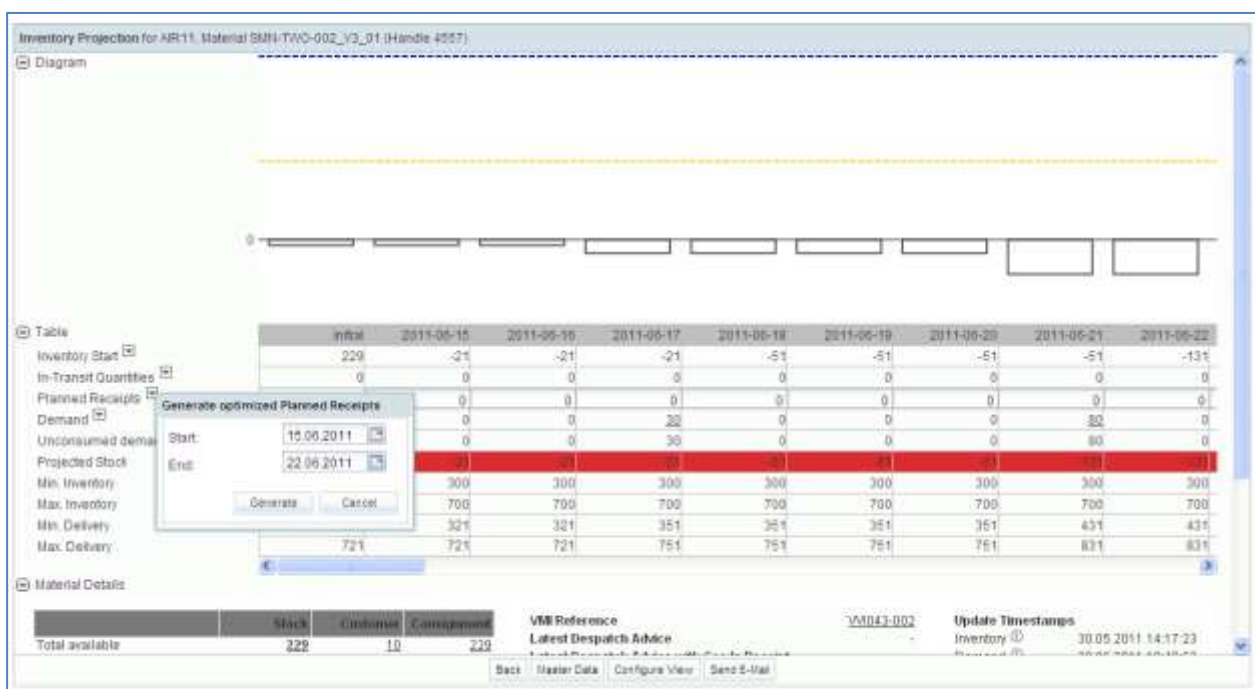 Inventory Projection for AIR11, Material SMN-TWO-002_V3_01 (Handle 4557)
Diagram
0
Table
initial 2011-06-15 2011-06-16 2011-06-17 2011-06-18 2011-06-19 2011-06-20 2011-06-21 2011-06-22
Inventory Start 229 -21 -21 -21 -51 -51 -51 -51 -131
In-Transit Quantities 0 0 0 0 0 0 0 0 0
Planned Receipts 0 0 0 0 0 0 0 0
Generate optimized Planned Receipts
Demand 0 0 30 0 0 0 80 0
Start: 15.06.2011
Unconsumed dema 0 0 30 0 0 0 80 0
Projected Stock
End: 22.06.2011
Min. Inventory 300 300 300 300 300 300 300 300
Max. Inventory 700 700 700 700 700 700 700 700
Generate Cancel
Min. Delivery 321 321 351 351 351 351 431 431
Max. Delivery 721 721 721 751 751 751 751 831 831
Material Details
Stock Customer Consignment
Total available 229 10 229
VMI Reference VM043-002
Latest Despatch Advice -
Update Timestamps
Inventory 30.05.2011 14:17:23
Back Master Data Configure View Send E-Mail